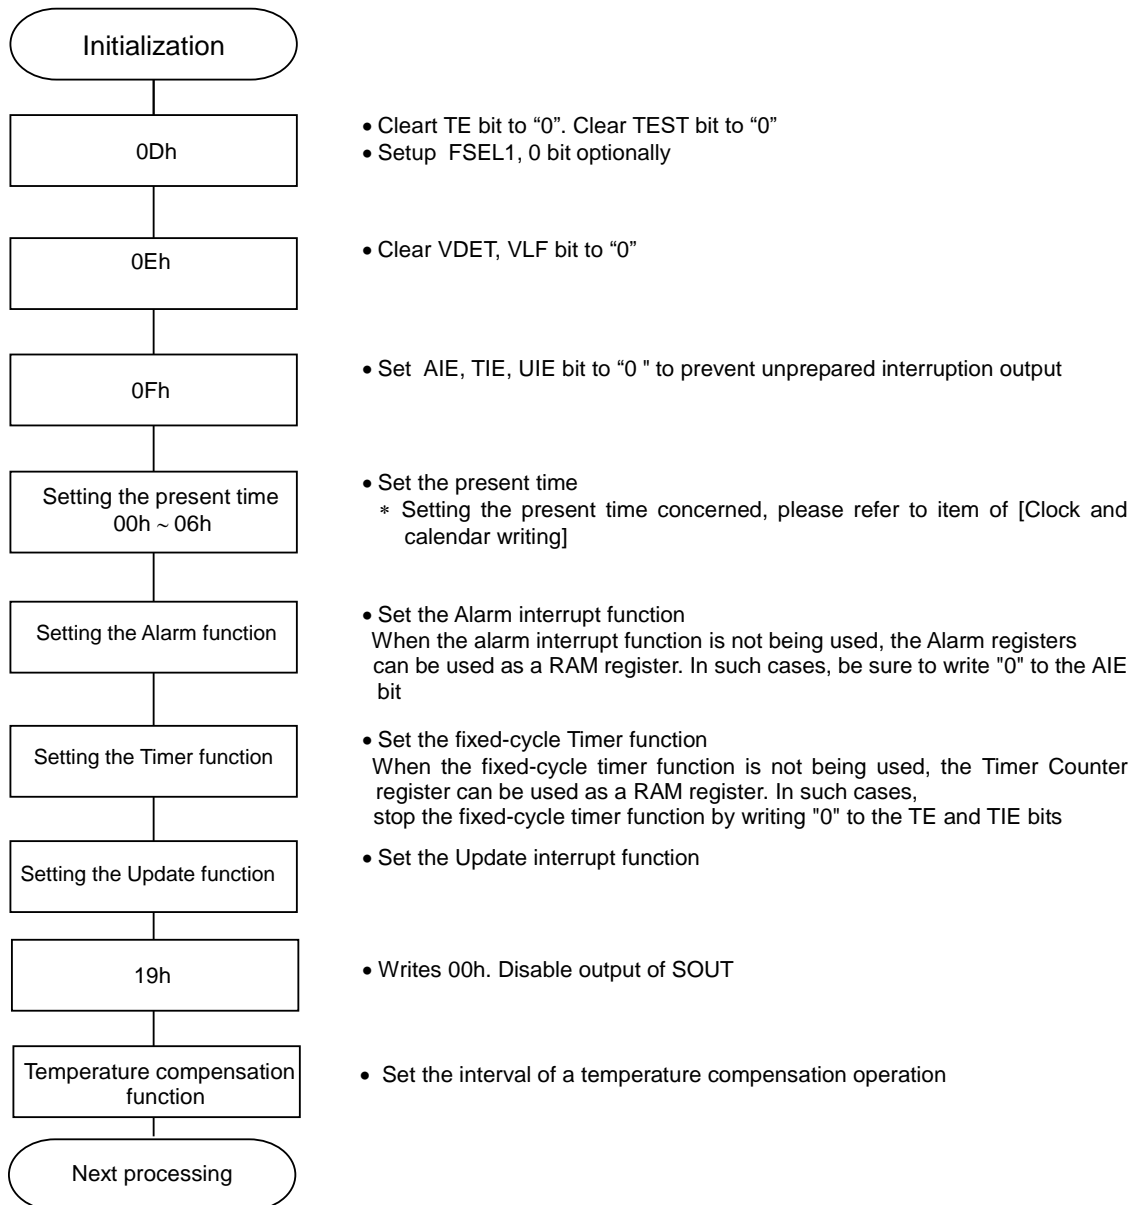 Initialization
0Dh
• Cleart TE bit to “0”. Clear TEST bit to “0”
• Setup FSEL1, 0 bit optionally
0Eh
• Clear VDET, VLF bit to “0”
0Fh
• Set AIE, TIE, UIE bit to “0 " to prevent unprepared interruption output
Setting the present time
00h ~ 06h
• Set the present time
* Setting the present time concerned, please refer to item of [Clock and
calendar writing]
Setting the Alarm function
• Set the Alarm interrupt function
When the alarm interrupt function is not being used, the Alarm registers
can be used as a RAM register. In such cases, be sure to write "0" to the AIE
bit
Setting the Timer function
• Set the fixed-cycle Timer function
When the fixed-cycle timer function is not being used, the Timer Counter
register can be used as a RAM register. In such cases,
stop the fixed-cycle timer function by writing "0" to the TE and TIE bits
Setting the Update function
• Set the Update interrupt function
19h
• Writes 00h. Disable output of SOUT
Temperature compensation
function
• Set the interval of a temperature compensation operation
Next processing